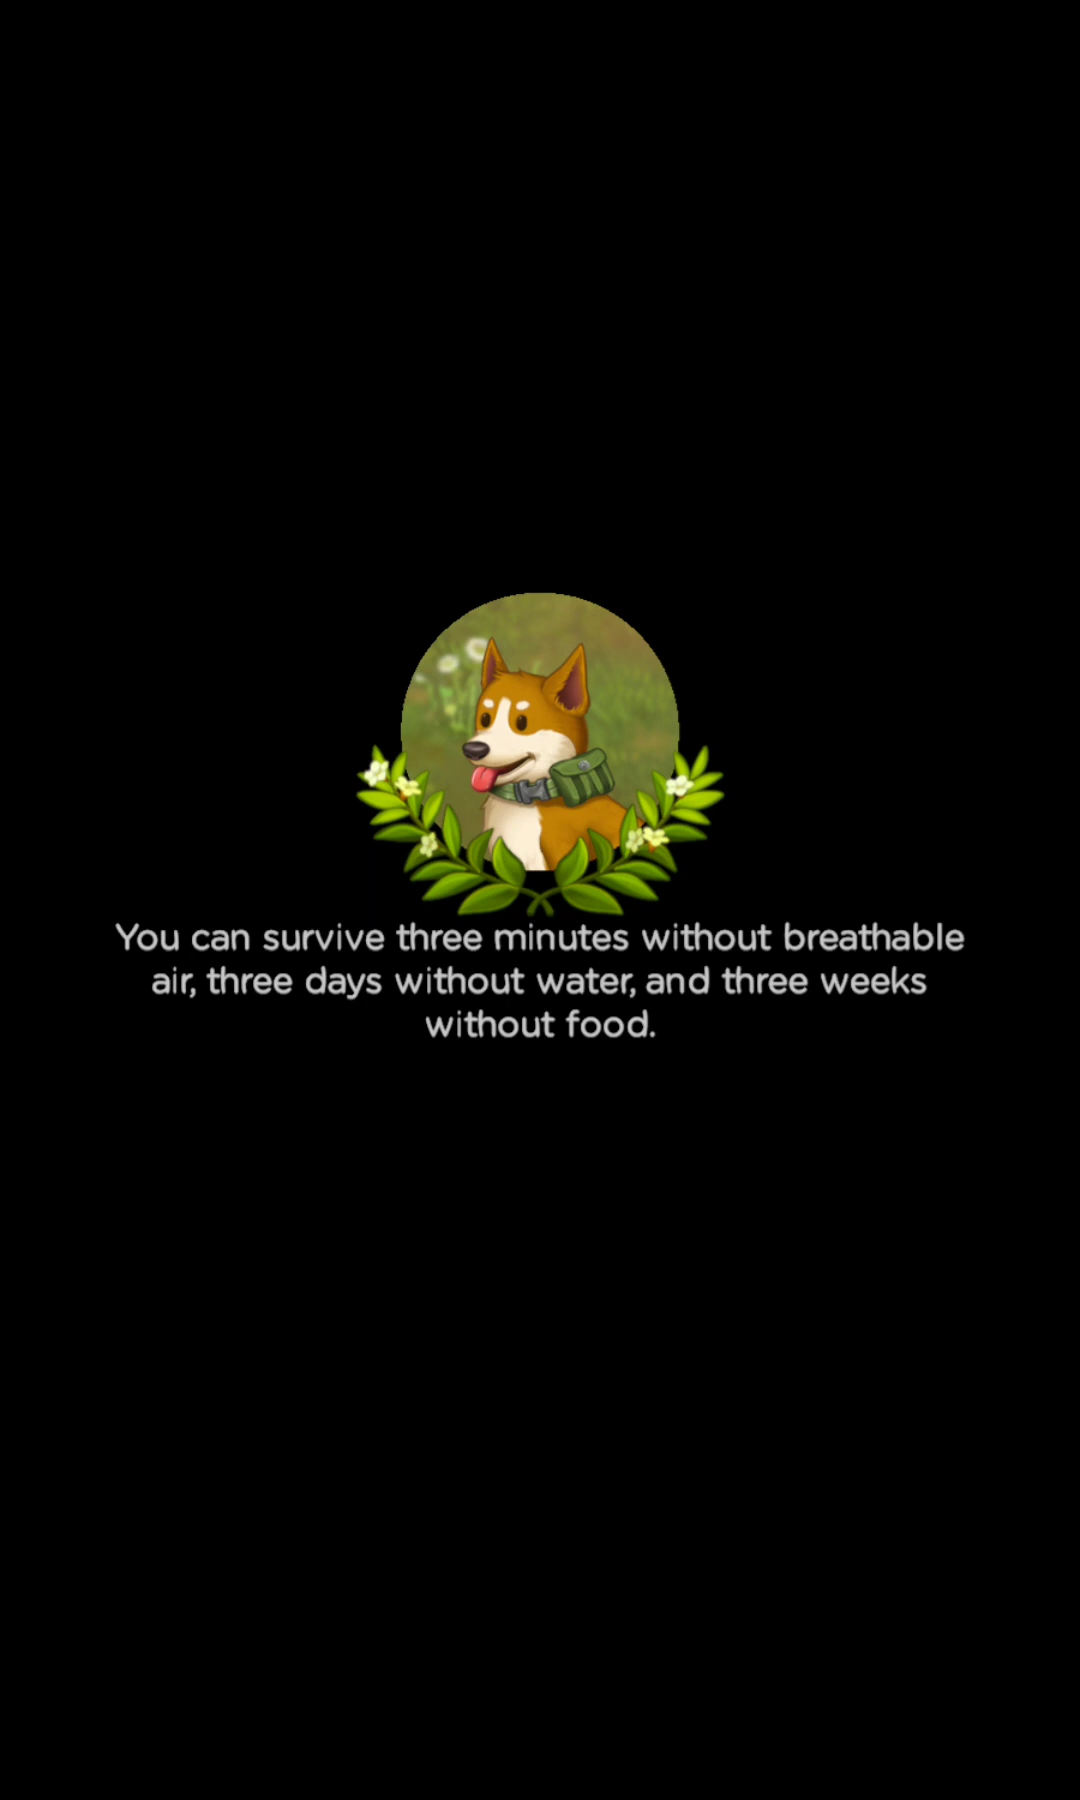 You can survive three minutes without breathable
air, three days without water, and three weeks
without food.